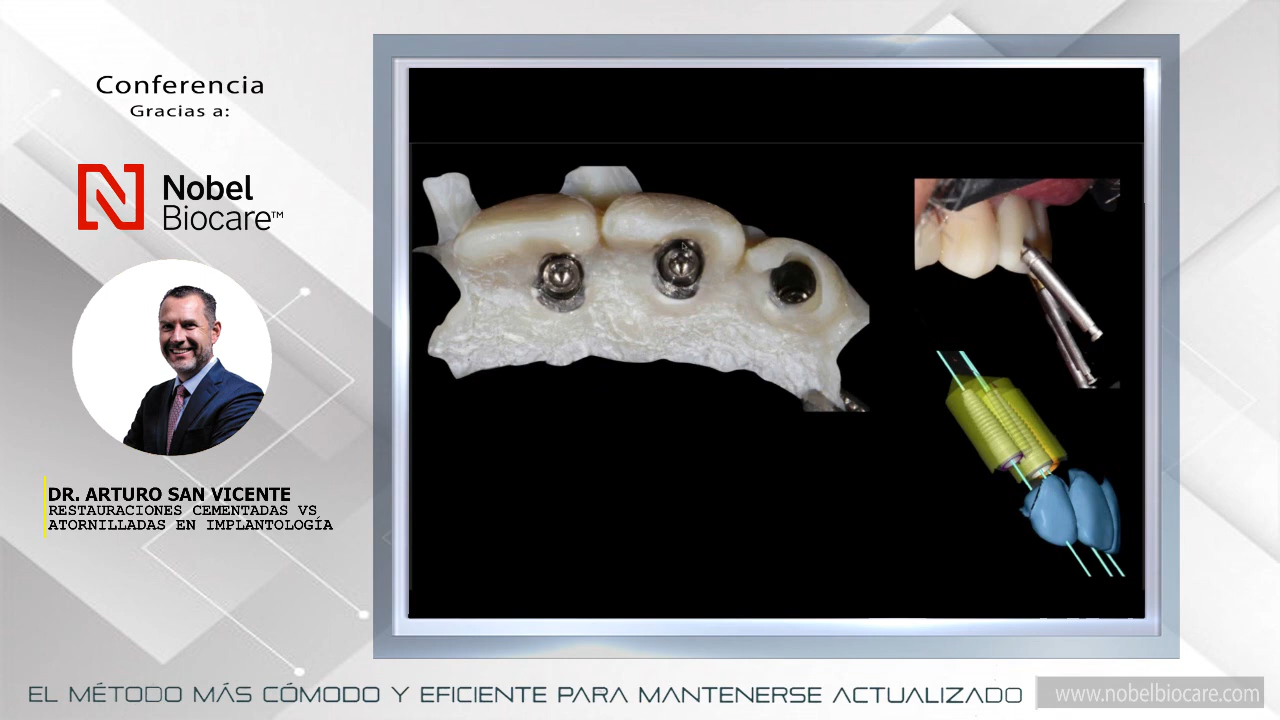 Conferencia
Gracias a:
Nobel
Biocare™
DR. ARTURO SAN VICENTE
RESTAURACIONES CEMENTADAS VS
ATORNILLADAS EN IMPLANTOLOGÍA
EL MÉTODO MÁS CÓMODO Y EFICIENTE PARA MANTENERSE ACTUALIZADO
www.nobelbiocare.com